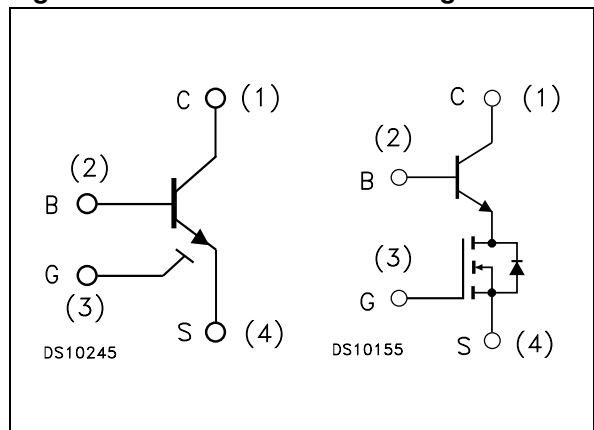 C (1)
(2)
B
G
(3)
S (4)
DS10245
C (1)
(2)
B
(3)
G
S (4)
DS10155